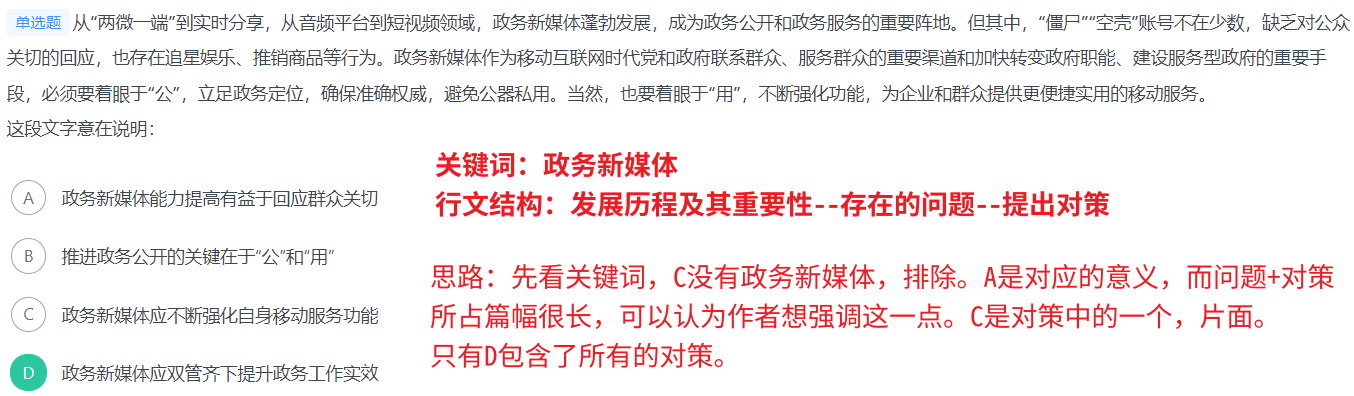 单选题 从“两微一端”到实时分享，从音频平台到短视频领域，政务新媒体蓬勃发展，成为政务公开和政务服务的重要阵地。但其中，“僵尸”“空壳”账号不在少数，缺乏对公众
关切的回应，也存在追星娱乐、推销商品等行为。政务新媒体作为移动互联网时代党和政府联系群众、服务群众的重要渠道和加快转变政府职能、建设服务型政府的重要手
段，必须要着眼于“公”，立足政务定位，确保准确权威，避免公器私用。当然，也要着眼于“用”，不断强化功能，为企业和群众提供更便捷实用的移动服务。
这段文字意在说明：
关键词：政务新媒体
行文结构：发展历程及其重要性--存在的问题--提出对策
A 政务新媒体能力提高有益于回应群众关切
B 推进政务公开的关键在于“公”和“用”
C 政务新媒体应不断强化自身移动服务功能
D 政务新媒体应双管齐下提升政务工作实效
思路：先看关键词，C没有政务新媒体，排除。A是对应的意义，而问题+对策
所占篇幅很长，可以认为作者想强调这一点。C是对策中的一个，片面。
只有D包含了所有的对策。